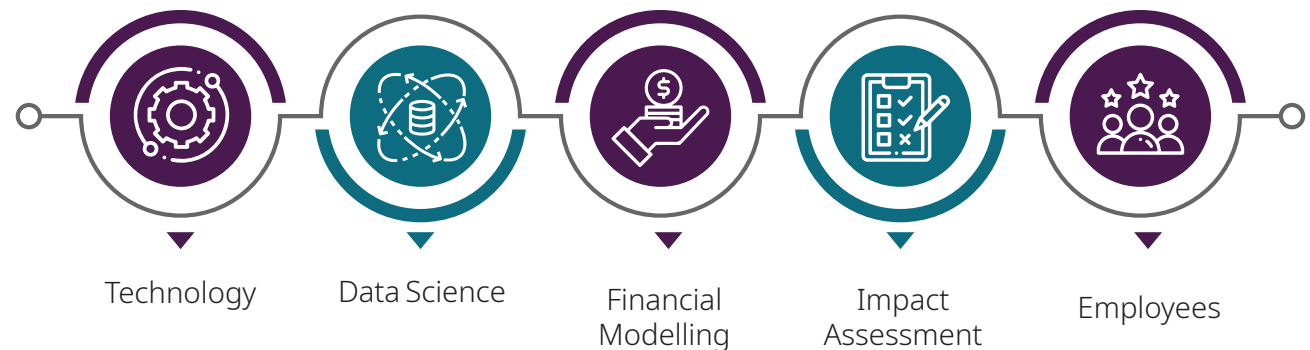 $
Technology
Data Science
Financial
Modelling
Impact
Assessment
Employees